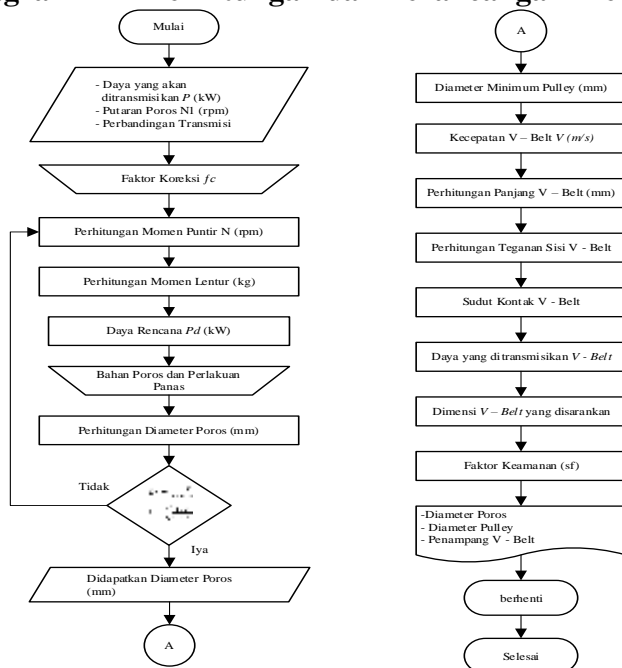 Mulai
- Daya yang akan
ditransmisikan P (kW)
- Putaran Poros N1 (rpm)
- Perbandingan Transmisi
Faktor Koreksi fc
Perhitungan Momen Puntir N (rpm)
Perhitungan Momen Lentur (kg)
Daya Rencana Pd (kW)
Bahan Poros dan Perlakuan
Panas
Perhitungan Diameter Poros (mm)
Tidak
Iya
Didapatkan Diameter Poros
(mm)
A
A
Diameter Minimum Pulley (mm)
Kecepatan V – Belt V (m/s)
Perhitungan Panjang V – Belt (mm)
Perhitungan Teganan Sisi V - Belt
Sudut Kontak V - Belt
Daya yang ditransmisikan V - Belt
Dimensi V – Belt yang disarankan
Faktor Keamanan (sf)
-Diameter Poros
- Diameter Pulley
- Penampang V - Belt
berhenti
Selesai